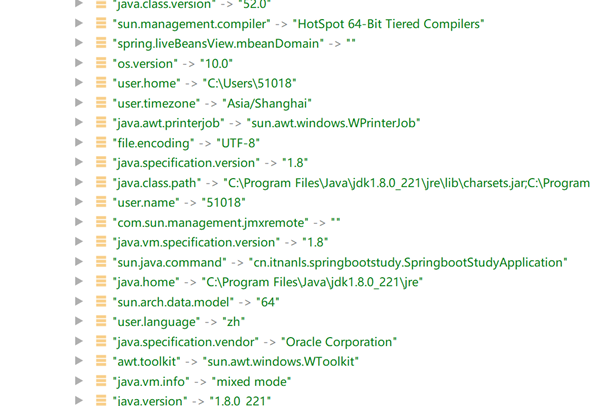 "java.class.version" -> "52.0"
"sun.management.compiler" -> "HotSpot 64-Bit Tiered Compilers"
"spring.liveBeansView.mbeanDomain" -> ""
"os.version" -> "10.0"
"user.home" -> "C:\Users\51018"
"user.timezone" -> "Asia/Shanghai"
"java.awt.printerjob" -> "sun.awt.windows.WPrinterJob"
"file.encoding" -> "UTF-8"
"java.specification.version" -> "1.8"
"java.class.path" -> "C:\Program Files\Java\jdk1.8.0_221\jre\lib\charsets.jar;C:\Program
"user.name" -> "51018"
"com.sun.management.jmxremote" -> ""
"java.vm.specification.version" -> "1.8"
"sun.java.command" -> "cn.itnanls.springbootstudy.SpringbootStudyApplication"
"java.home" -> "C:\Program Files\Java\jdk1.8.0_221\jre"
"sun.arch.data.model" -> "64"
"user.language" -> "zh"
"java.specification.vendor" -> "Oracle Corporation"
"awt.toolkit" -> "sun.awt.windows.WToolkit"
"java.vm.info" -> "mixed mode"
"java.version" -> "1.8.0_221"